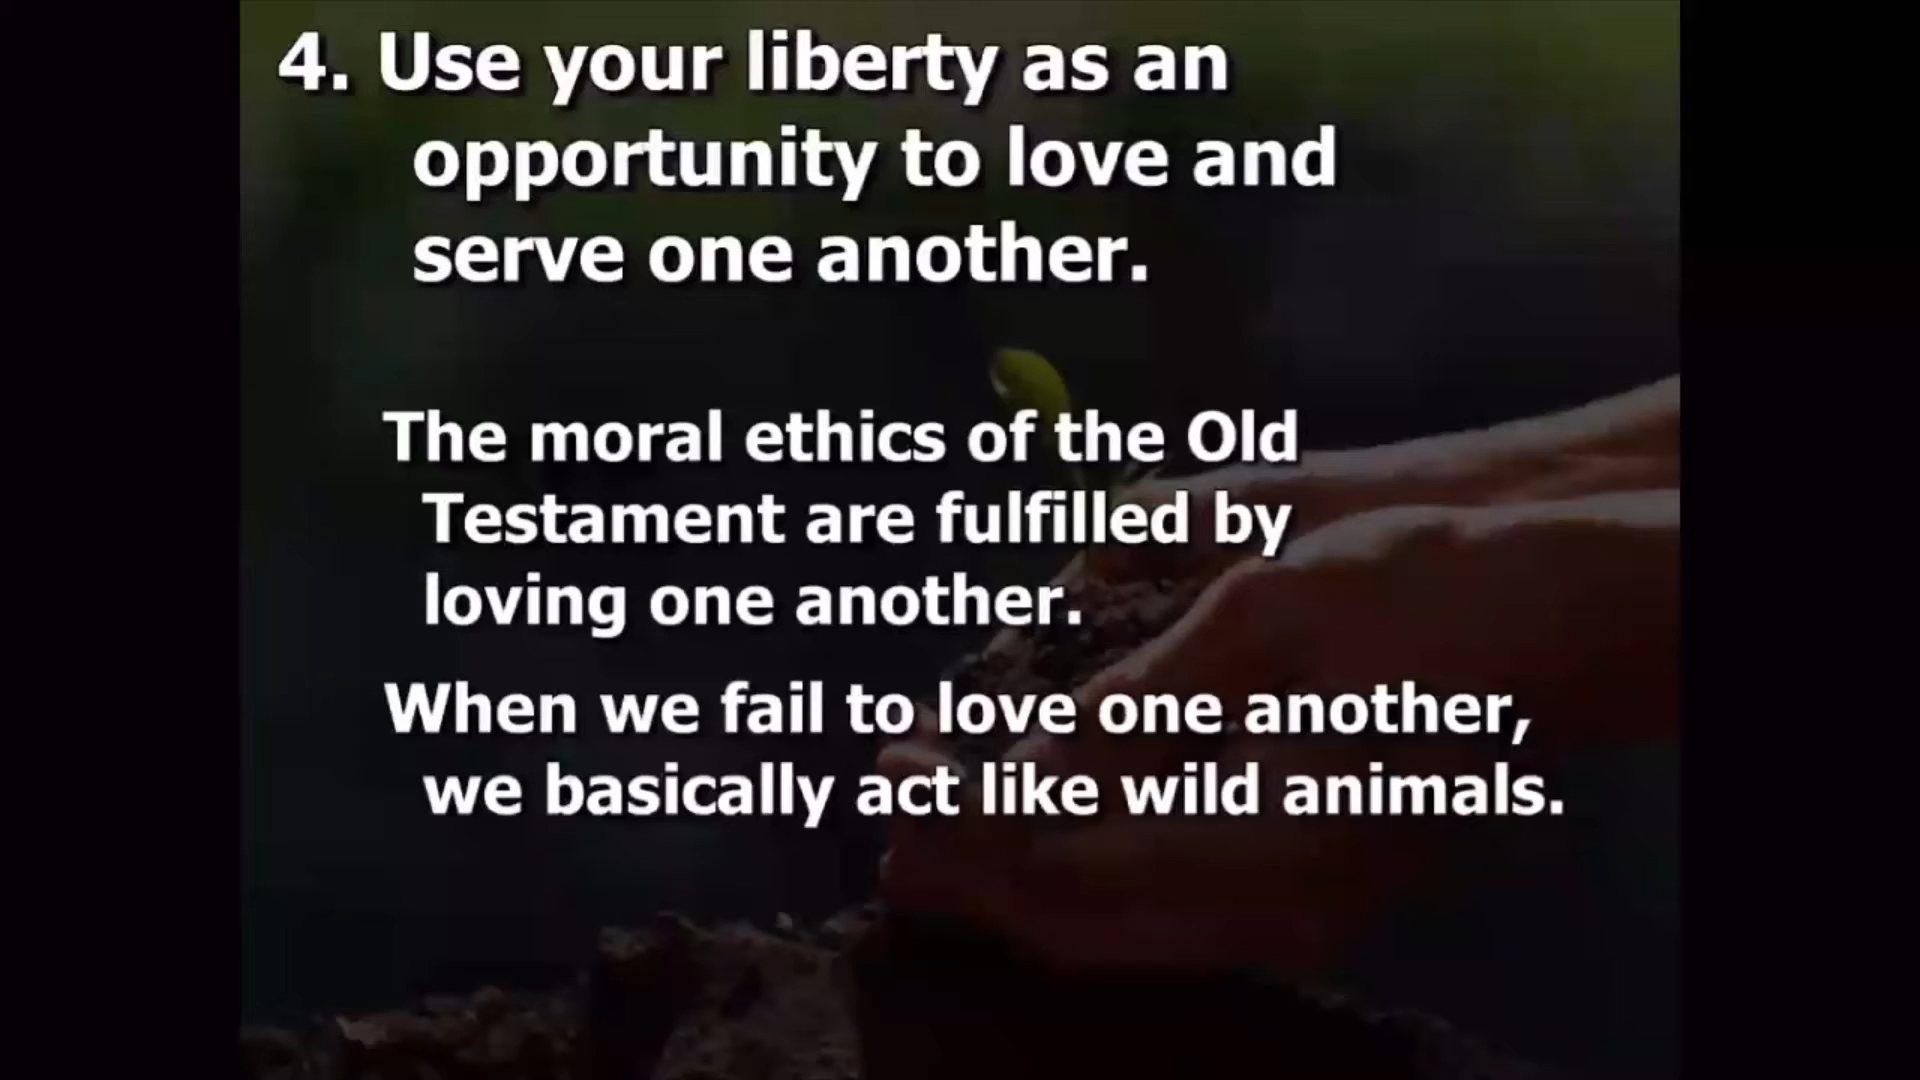 4. Use your liberty as an
opportunity to love and
serve one another.
The moral ethics of the Old
Testament are fulfilled by
loving one another.
When we fail to love one another,
we basically act like wild animals.